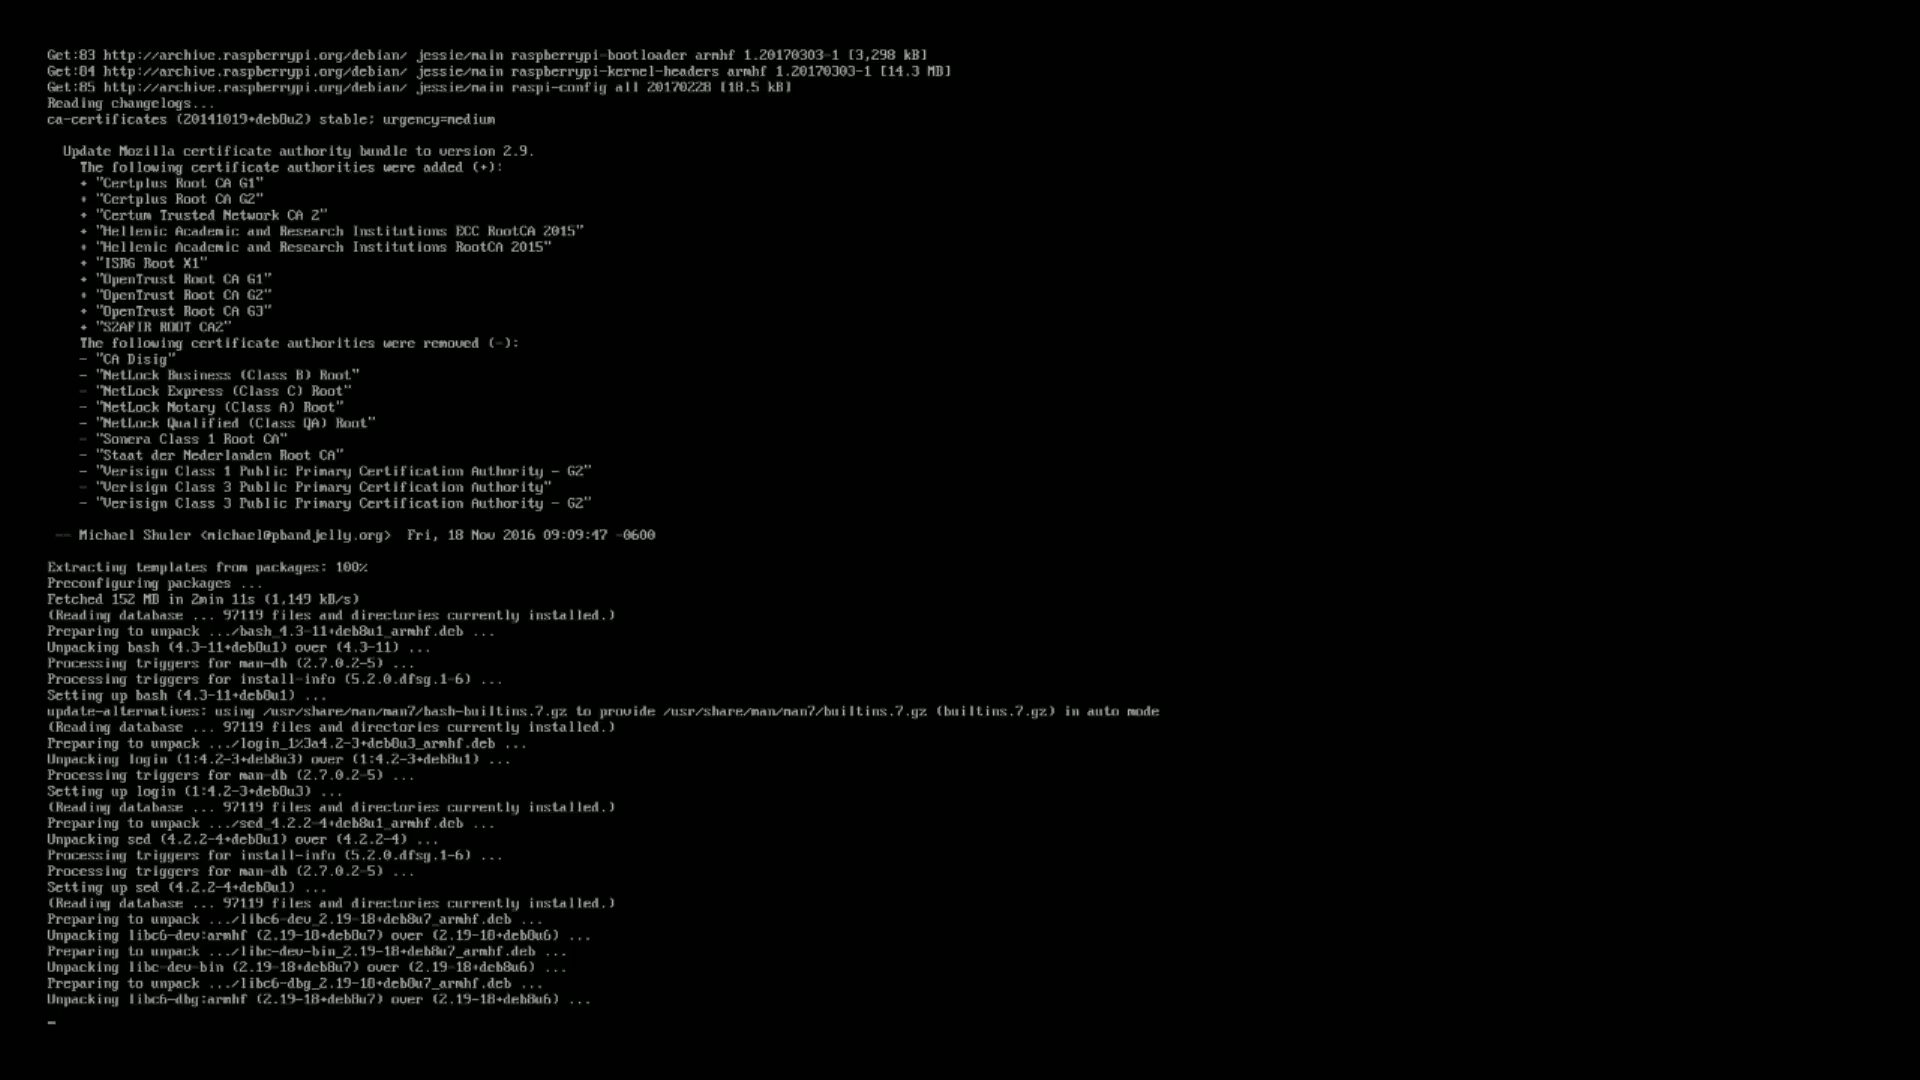 Get:83 http://archive.raspberrypi.org/debian/ jessie/main raspberrypi-bootloader armhf 1.20170303-1 [3,298 kB]
Get:84 http://archive.raspberrypi.org/debian/ jessie/main raspberrypi-kernel-headers armhf 1.20170303-1 [14.3 MB]
Get:85 http://archive.raspberrypi.org/debian/ jessie/main raspi-config all 20170228 [18.5 kB]
Reading changelogs...
ca-certificates (20141019+deb8u2) stable; urgency=medium
Update Mozilla certificate authority bundle to version 2.9.
The following certificate authorities were added (+):
+ "Certplus Root CA G1"
+ "Certplus Root CA G2"
+ "Certum Trusted Network CA 2"
+ "Hellenic Academic and Research Institutions ECC RootCA 2015"
+ "Hellenic Academic and Research Institutions RootCA 2015"
+ "ISRG Root X1"
+ "OpenTrust Root CA G1"
+ "OpenTrust Root CA G2"
+ "OpenTrust Root CA G3"
+ "SZAFIR ROOT CA2"
The following certificate authorities were removed (-):
- "CA Disig"
- "NetLock Business (Class B) Root"
- "NetLock Express (Class C) Root"
- "NetLock Notary (Class A) Root"
- "NetLock Qualified (Class QA) Root"
- "Sonera Class 1 Root CA"
- "Staat der Nederlanden Root CA"
- "Verisign Class 1 Public Primary Certification Authority - G2"
- "Verisign Class 3 Public Primary Certification Authority"
- "Verisign Class 3 Public Primary Certification Authority - G2"
-- Michael Shuler <michael@pbandjelly.org>  Fri, 18 Nov 2016 09:09:47 -0600
Extracting templates from packages: 100%
Preconfiguring packages ...
Fetched 152 MB in 2min 11s (1,149 kB/s)
(Reading database ... 97119 files and directories currently installed.)
Preparing to unpack .../bash_4.3-11+deb8u1_armhf.deb ...
Unpacking bash (4.3-11+deb8u1) over (4.3-11) ...
Processing triggers for man-db (2.7.0.2-5) ...
Processing triggers for install-info (5.2.0.dfsg.1-6) ...
Setting up bash (4.3-11+deb8u1) ...
update-alternatives: using /usr/share/man/man7/bash-builtins.7.gz to provide /usr/share/man/man7/builtins.7.gz (builtins.7.gz) in auto mode
(Reading database ... 97119 files and directories currently installed.)
Preparing to unpack .../login_1%3a4.2-3+deb8u3_armhf.deb ...
Unpacking login (1:4.2-3+deb8u3) over (1:4.2-3+deb8u1) ...
Processing triggers for man-db (2.7.0.2-5) ...
Setting up login (1:4.2-3+deb8u3) ...
(Reading database ... 97119 files and directories currently installed.)
Preparing to unpack .../sed_4.2.2-4+deb8u1_armhf.deb ...
Unpacking sed (4.2.2-4+deb8u1) over (4.2.2-4) ...
Processing triggers for install-info (5.2.0.dfsg.1-6) ...
Processing triggers for man-db (2.7.0.2-5) ...
Setting up sed (4.2.2-4+deb8u1) ...
(Reading database ... 97119 files and directories currently installed.)
Preparing to unpack .../libc6-dev_2.19-18+deb8u7_armhf.deb ...
Unpacking libc6-dev:armhf (2.19-18+deb8u7) over (2.19-18+deb8u6) ...
Preparing to unpack .../libc-dev-bin_2.19-18+deb8u7_armhf.deb ...
Unpacking libc-dev-bin (2.19-18+deb8u7) over (2.19-18+deb8u6) ...
Preparing to unpack .../libc6-dbg_2.19-18+deb8u7_armhf.deb ...
Unpacking libc6-dbg:armhf (2.19-18+deb8u7) over (2.19-18+deb8u6) ...